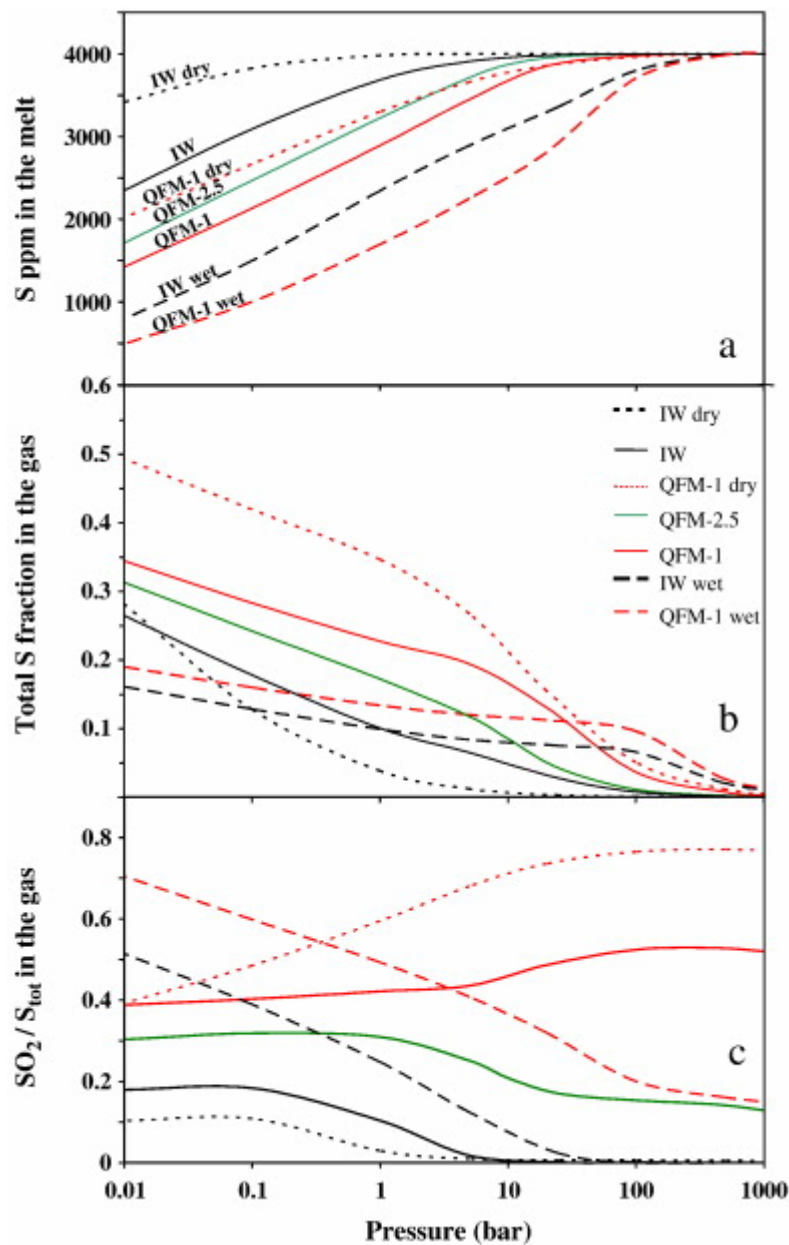 S ppm in the melt
4000
3000
2000
1000
IW dry
IW
QFM-1 dry
QFM-2.5
QFM-1
IW wet
QFM-1 wet
a
Total S fraction in the gas
0.6
0.5
0.4
0.3
0.2
0.1
IW dry
IW
QFM-1 dry
QFM-2.5
QFM-1
IW wet
QFM-1 wet
b
SO₂ / Sₜₒₜ in the gas
0.8
0.6
0.4
0.2
0
c
0.01 0.1 1 10 100 1000
Pressure (bar)